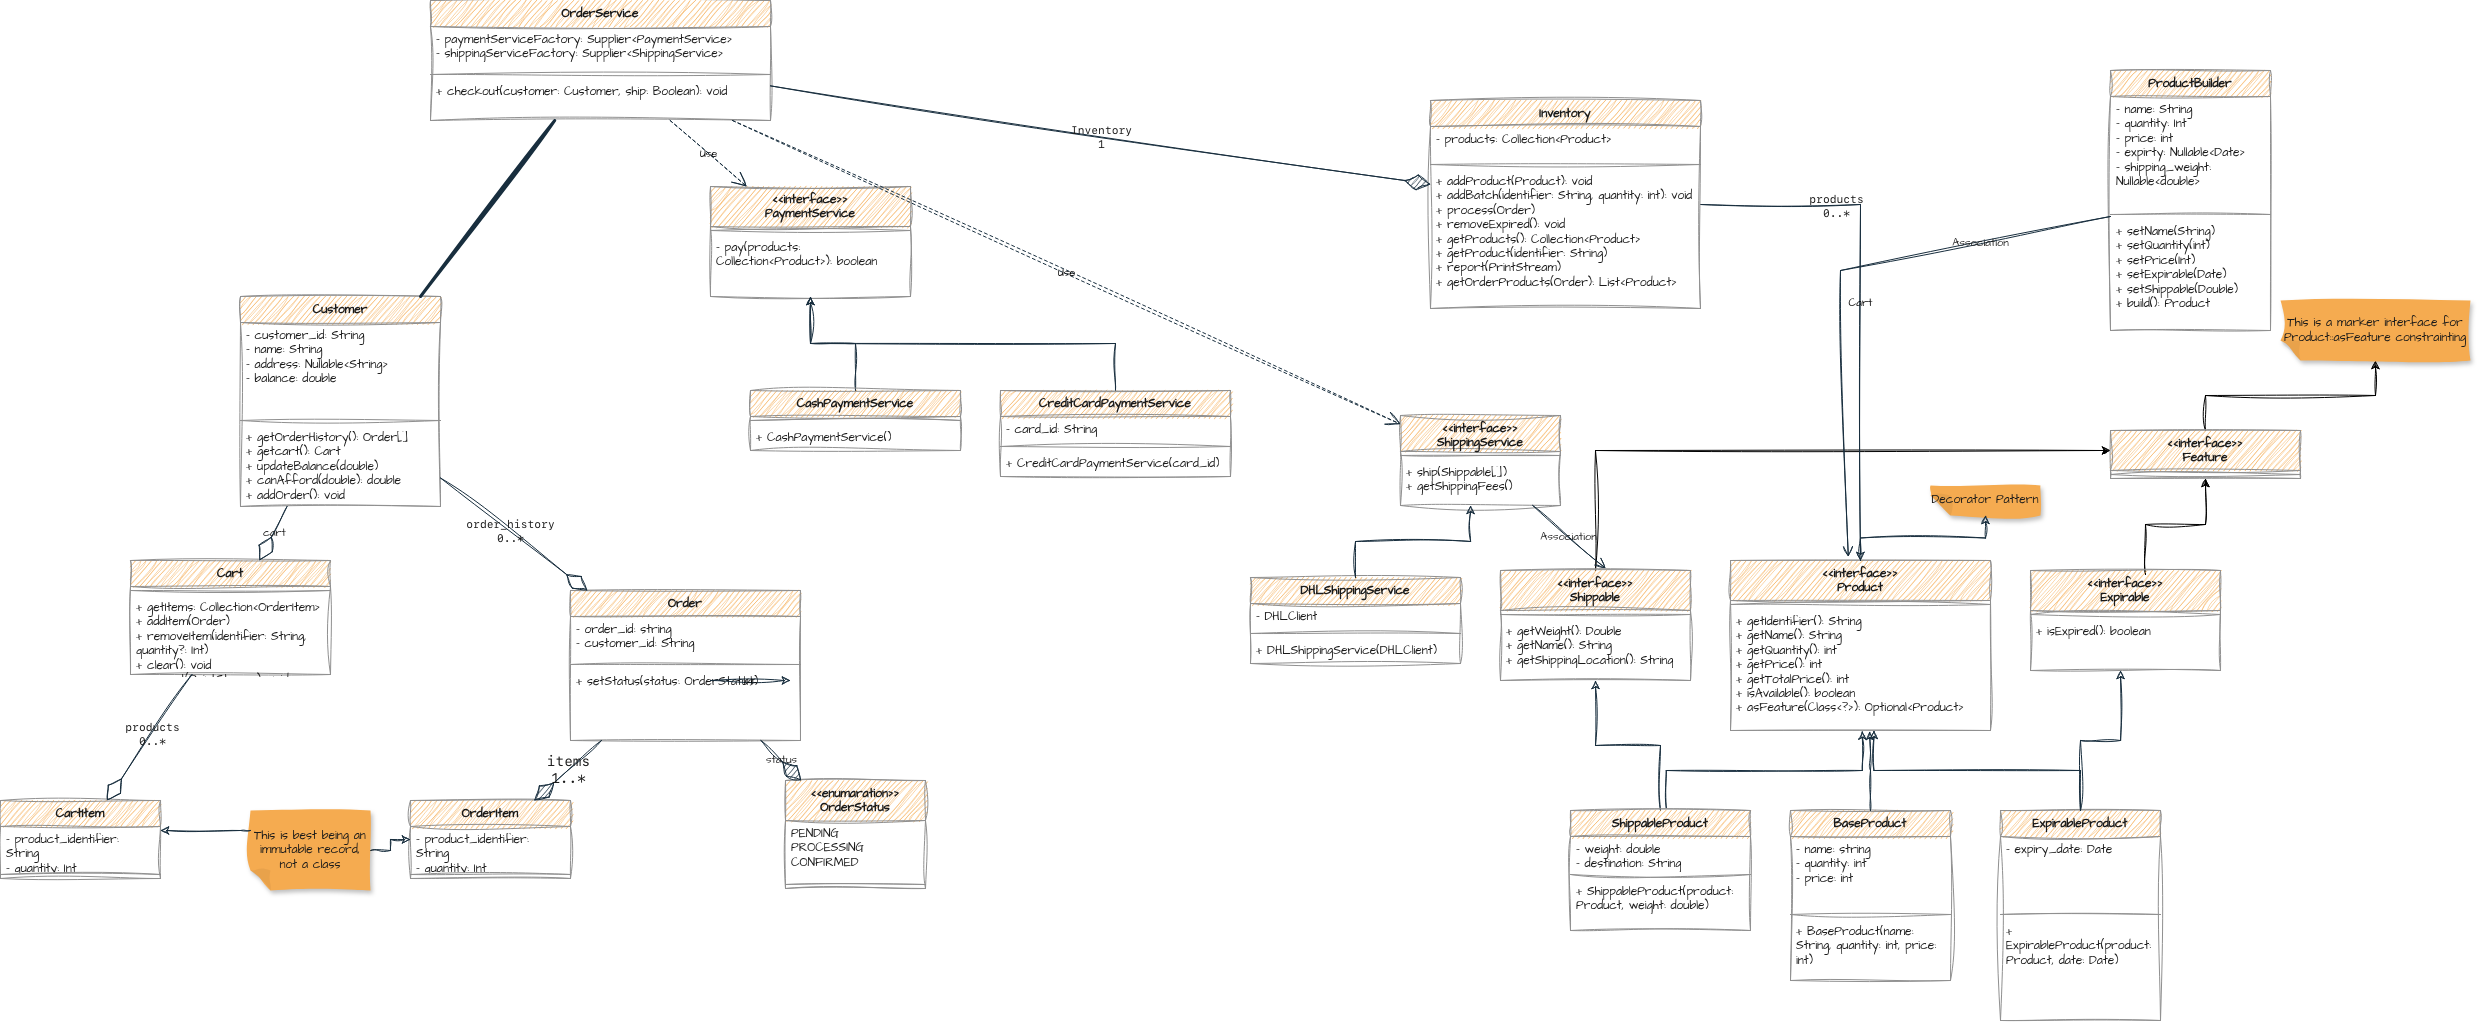 OrderService
- paymentServiceFactory: Supplier<PaymentService>
- shippingServiceFactory: Supplier<ShippingService>
+ checkout(customer: Customer, ship: Boolean): void
use
use
Inventory
1
<<interface>>
PaymentService
- pay(products:
Collection<Product>): boolean
CashPaymentService
+ CashPaymentService()
CreditCardPaymentService
- card_id: String
+ CreditCardPaymentService(card_id)
Inventory
- products: Collection<Product>
+ addProduct(Product): void
+ addBatch(identifier: String, quantity: int): void
+ process(Order)
+ removeExpired(): void
+ getProducts(): Collection<Product>
+ getProduct(identifier: String)
+ report(PrintStream)
+ getOrderProducts(Order): List<Product>
products
0..*
Association
Cart
ProductBuilder
- name: String
- quantity: Int
- price: int
- expirty: Nullable<Date>
- shipping_weight:
Nullable<double>
+ setName(String)
+ setQuantity(int)
+ setPrice(Int)
+ setExpirable(Date)
+ setShippable(Double)
+ build(): Product
This is a marker interface for
Product::asFeature constrainting
<<interface>>
Feature
Customer
- customer_id: String
- name: String
- address: Nullable<String>
- balance: double
+ getOrderHistory(): Order[]
+ getcart(): Cart
+ updateBalance(double)
+ canAfford(double): double
+ addOrder(): void
cart
order_history
0..*
Cart
+ getItems: Collection<OrderItem>
+ addItem(Order)
+ removeItem(identifier: String,
quantity?: Int)
+ clear(): void
products
0..*
CartItem
- product_identifier:
String
- quantity: Int
This is best being an
immutable record,
not a class
Order
- order_id: string
- customer_id: String
+ setStatus(status: OrderStatus)
items
1..*
status
OrderItem
- product_identifier:
String
- quantity: Int
<<enumaration>>
OrderStatus
PENDING
PROCESSING
CONFIRMED
<<interface>>
ShippingService
+ ship(Shippable[])
+ getShippingFees()
Association
DHLShippingService
- DHLClient
+ DHLShippingService(DHLClient)
<<interface>>
Shippable
+ getWeight(): Double
+ getName(): String
+ getShippingLocation(): String
Decorator Pattern
<<interface>>
Product
+ getIdentifier(): String
+ getName(): String
+ getQuantity(): int
+ getPrice(): int
+ getTotalPrice(): int
+ isAvailable(): boolean
+ asFeature(Class<?>): Optional<Product>
<<interface>>
Expirable
+ isExpired(): boolean
ShippableProduct
- weight: double
- destination: String
+ ShippableProduct(product:
Product, weight: double)
BaseProduct
- name: string
- quantity: int
- price: int
+ BaseProduct(name:
String, quantity: int, price:
int)
ExpirableProduct
- expiry_date: Date
+
ExpirableProduct(product:
Product, date: Date)